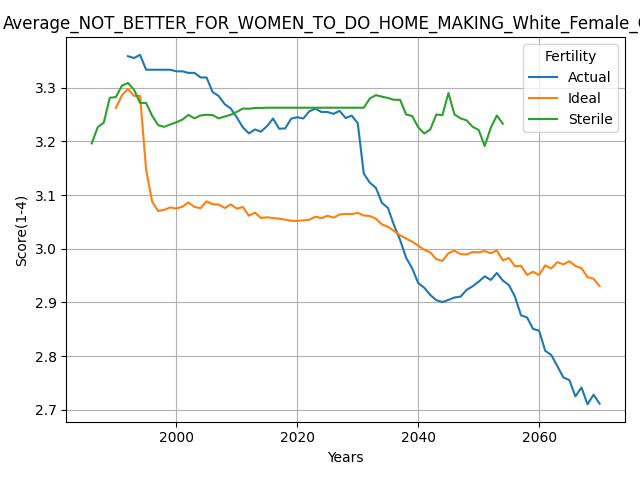 Average_NOT_BETTER_FOR_WOMEN_TO_DO_HOME_MAKING_White_Female_
Fertility
Actual
Ideal
Sterile
3.3
3.2
3.1
3.0
2.9
2.8
2.7
Score(1-4)
2000
2020
2040
2060
Years